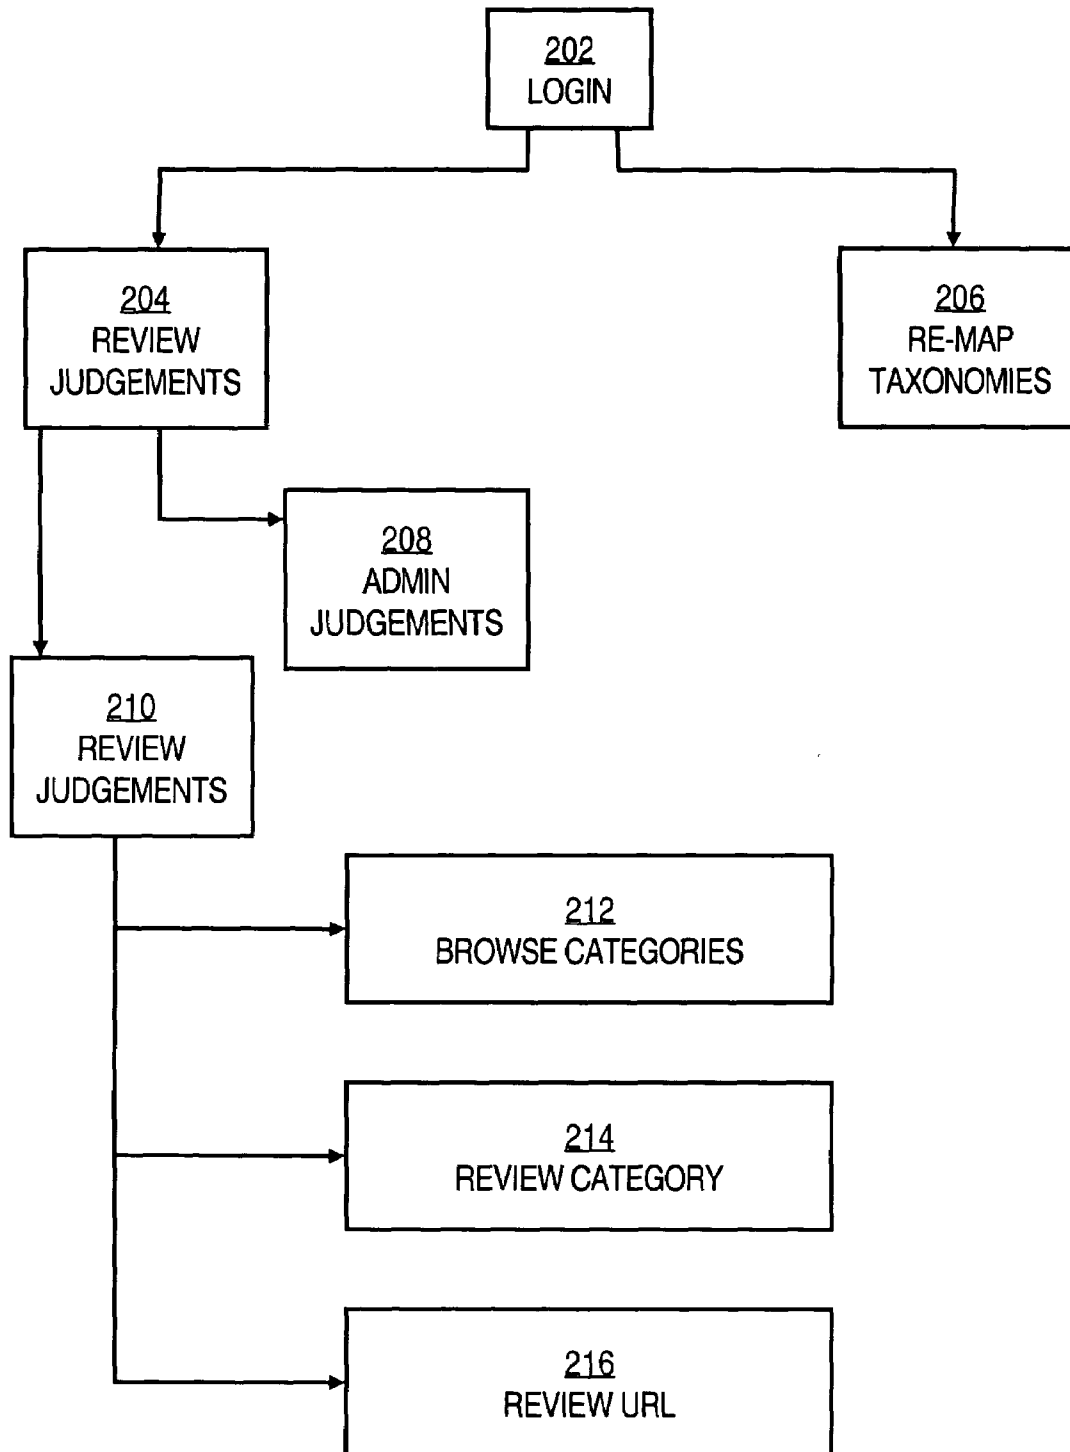 202
LOGIN
204
REVIEW
JUDGEMENTS
206
RE-MAP
TAXONOMIES
208
ADMIN
JUDGEMENTS
210
REVIEW
JUDGEMENTS
212
BROWSE CATEGORIES
214
REVIEW CATEGORY
216
REVIEW URL